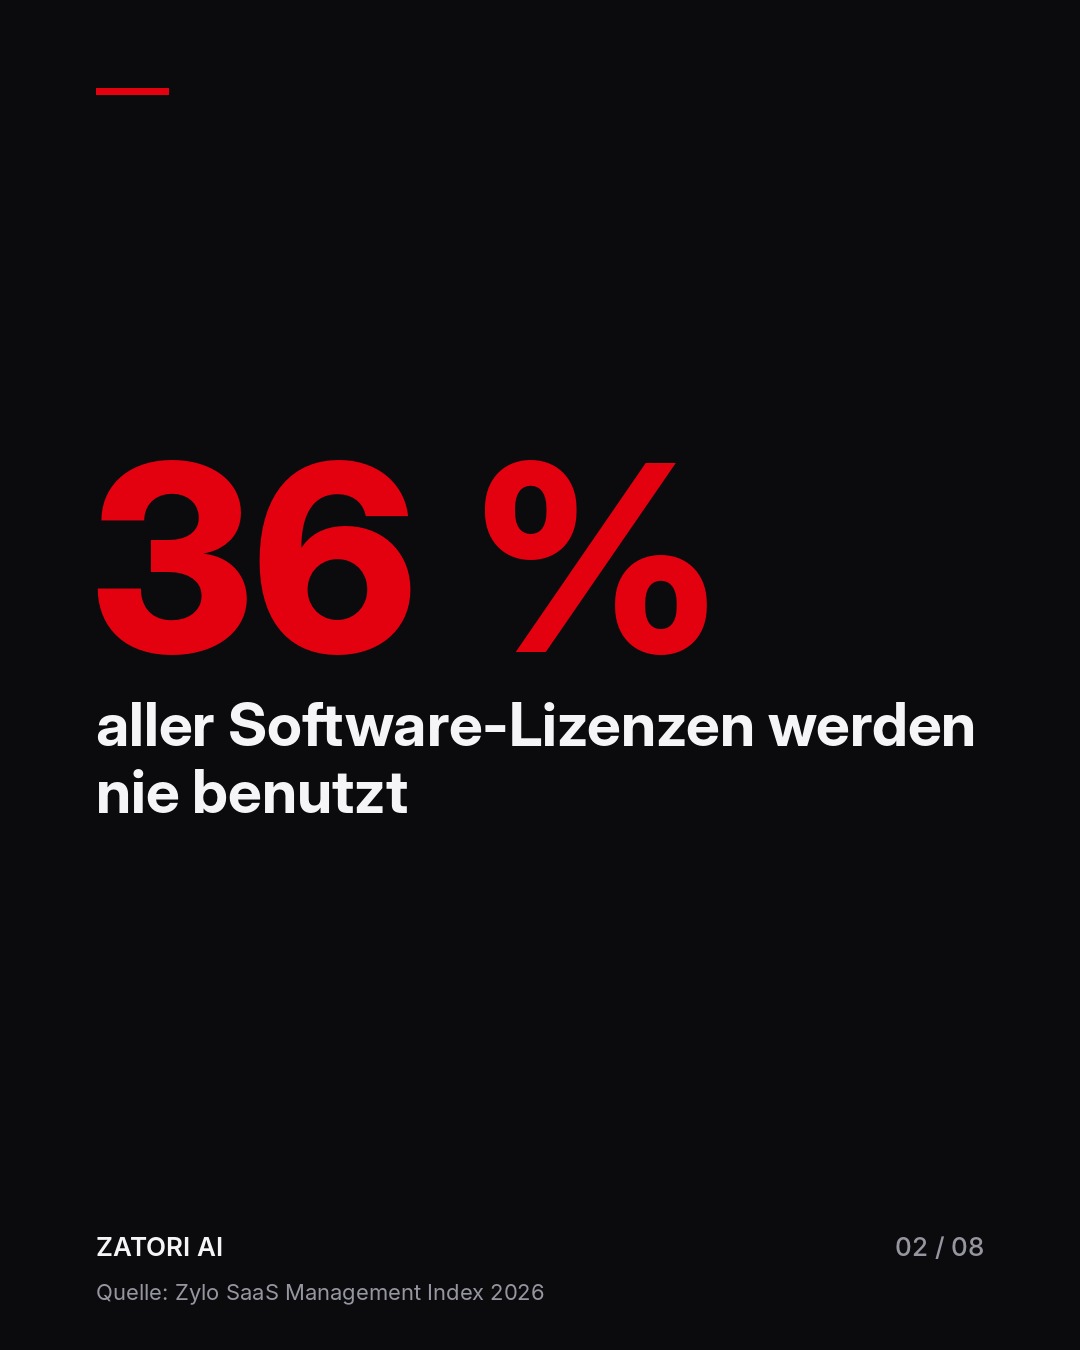 36 %
aller Software-Lizenzen werden
nie benutzt
ZATORI AI
02 / 08
Quelle: Zylo SaaS Management Index 2026